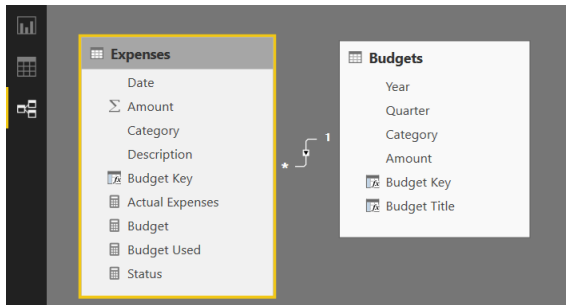 Expenses
Date
Σ Amount
Category
Description
Budget Key
Actual Expenses
Budget
Budget Used
Status
* 1
Budgets
Year
Quarter
Category
Amount
Budget Key
Budget Title